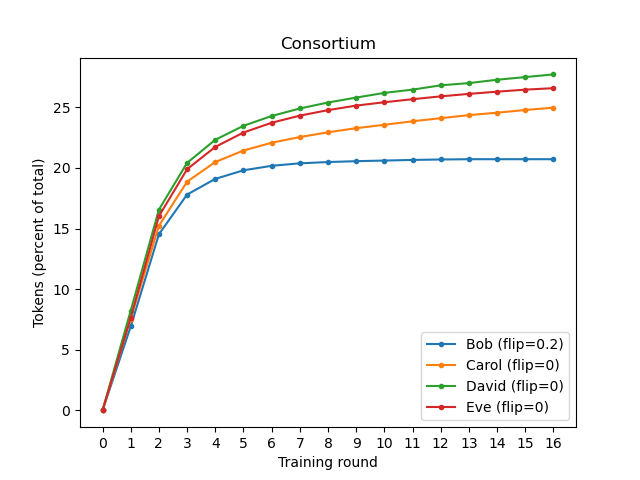 Consortium
Tokens (percent of total)
25
20
15
10
5
0
0 1 2 3 4 5 6 7 8 9 10 11 12 13 14 15 16
Training round
Bob (flip=0.2)
Carol (flip=0)
David (flip=0)
Eve (flip=0)